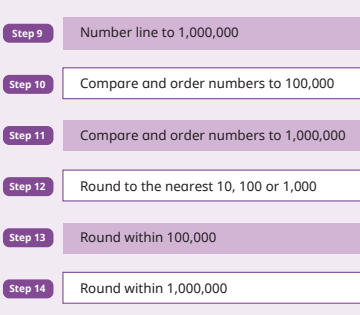 Step 9 Number line to 1,000,000
Step 10 Compare and order numbers to 100,000
Step 11 Compare and order numbers to 1,000,000
Step 12 Round to the nearest 10, 100 or 1,000
Step 13 Round within 100,000
Step 14 Round within 1,000,000